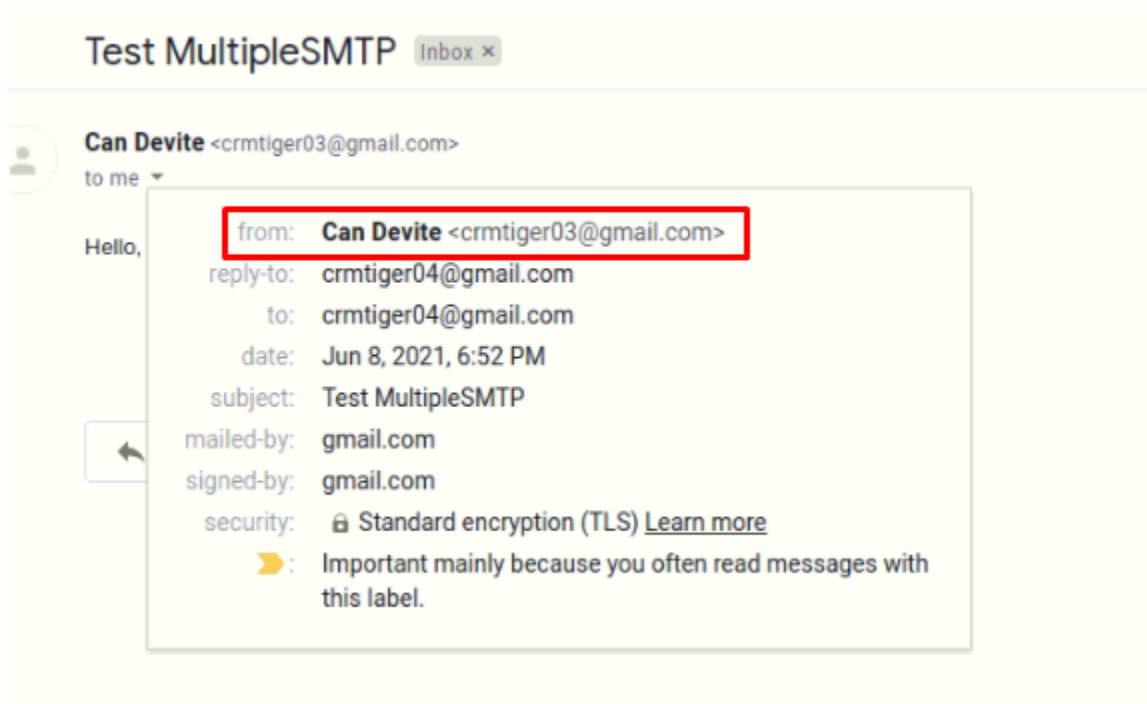 Test MultipleSMTP Inbox ×
Can Devite <crmtiger03@gmail.com>
to me
Hello,
from: Can Devite <crmtiger03@gmail.com>
reply-to: crmtiger04@gmail.com
to: crmtiger04@gmail.com
date: Jun 8, 2021, 6:52 PM
subject: Test MultipleSMTP
mailed-by: gmail.com
signed-by: gmail.com
security: Standard encryption (TLS) Learn more
: Important mainly because you often read messages with
this label.